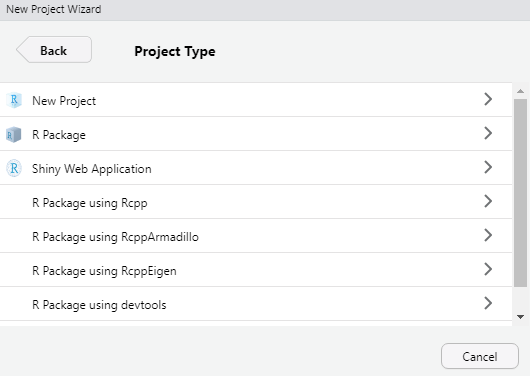 New Project Wizard
Back
Project Type
R New Project
R R Package
R Shiny Web Application
R Package using Rcpp
R Package using RcppArmadillo
R Package using RcppEigen
R Package using devtools
Cancel